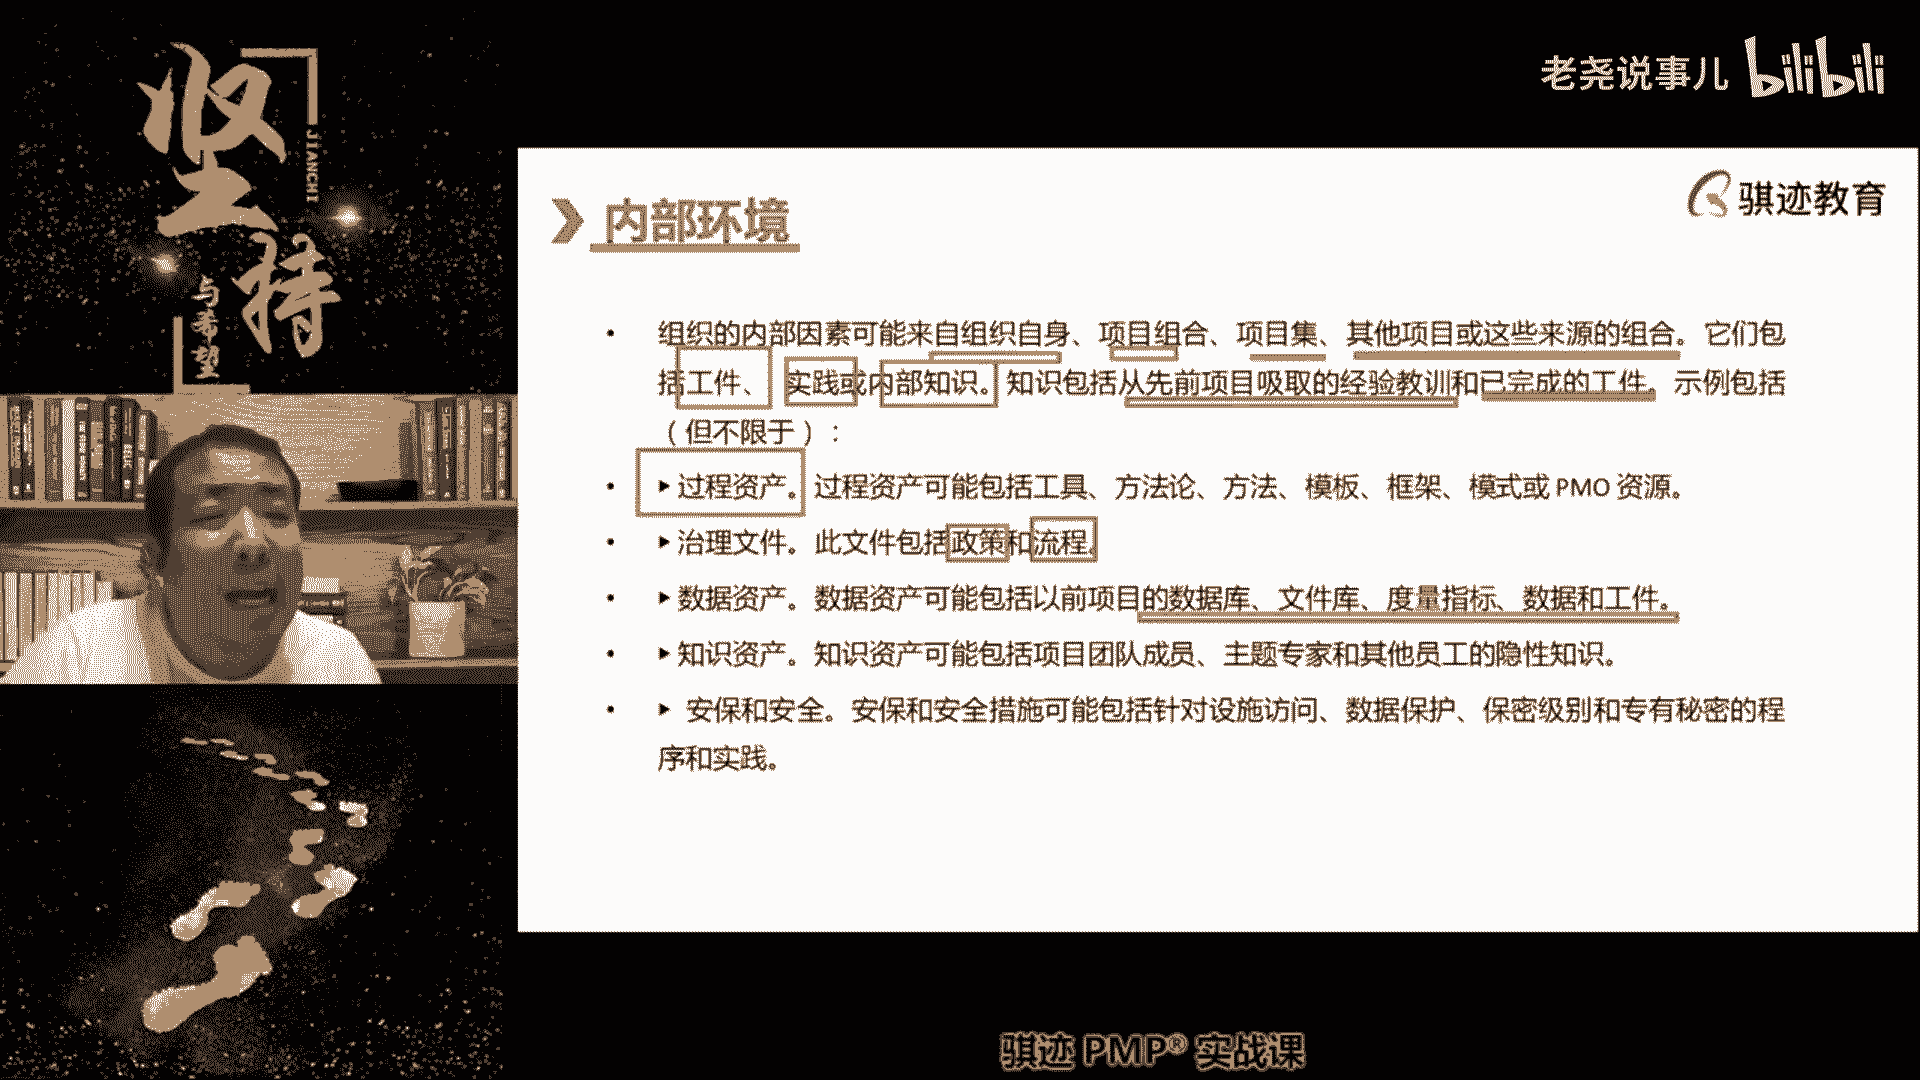 坚持
JIANCHI
与希望
老尧说事儿 bilibili
骐迹教育
内部环境
• 组织的内部因素可能来自组织自身、项目组合、项目集、其他项目或这些来源的组合。它们包
括工件、实践或内部知识。知识包括从先前项目吸取的经验教训和已完成的工件。示例包括
（但不限于）：
• ▶过程资产。过程资产可能包括工具、方法论、方法、模板、框架、模式或 PMO 资源。
• ▶治理文件。此文件包括政策和流程。
• ▶数据资产。数据资产可能包括以前项目的数据库、文件库、度量指标、数据和工件。
• ▶知识资产。知识资产可能包括项目团队成员、主题专家和其他员工的隐性知识。
• ▶ 安保和安全。安保和安全措施可能包括针对设施访问、数据保护、保密级别和专有秘密的程
序和实践。
骐迹 PMP® 实战课